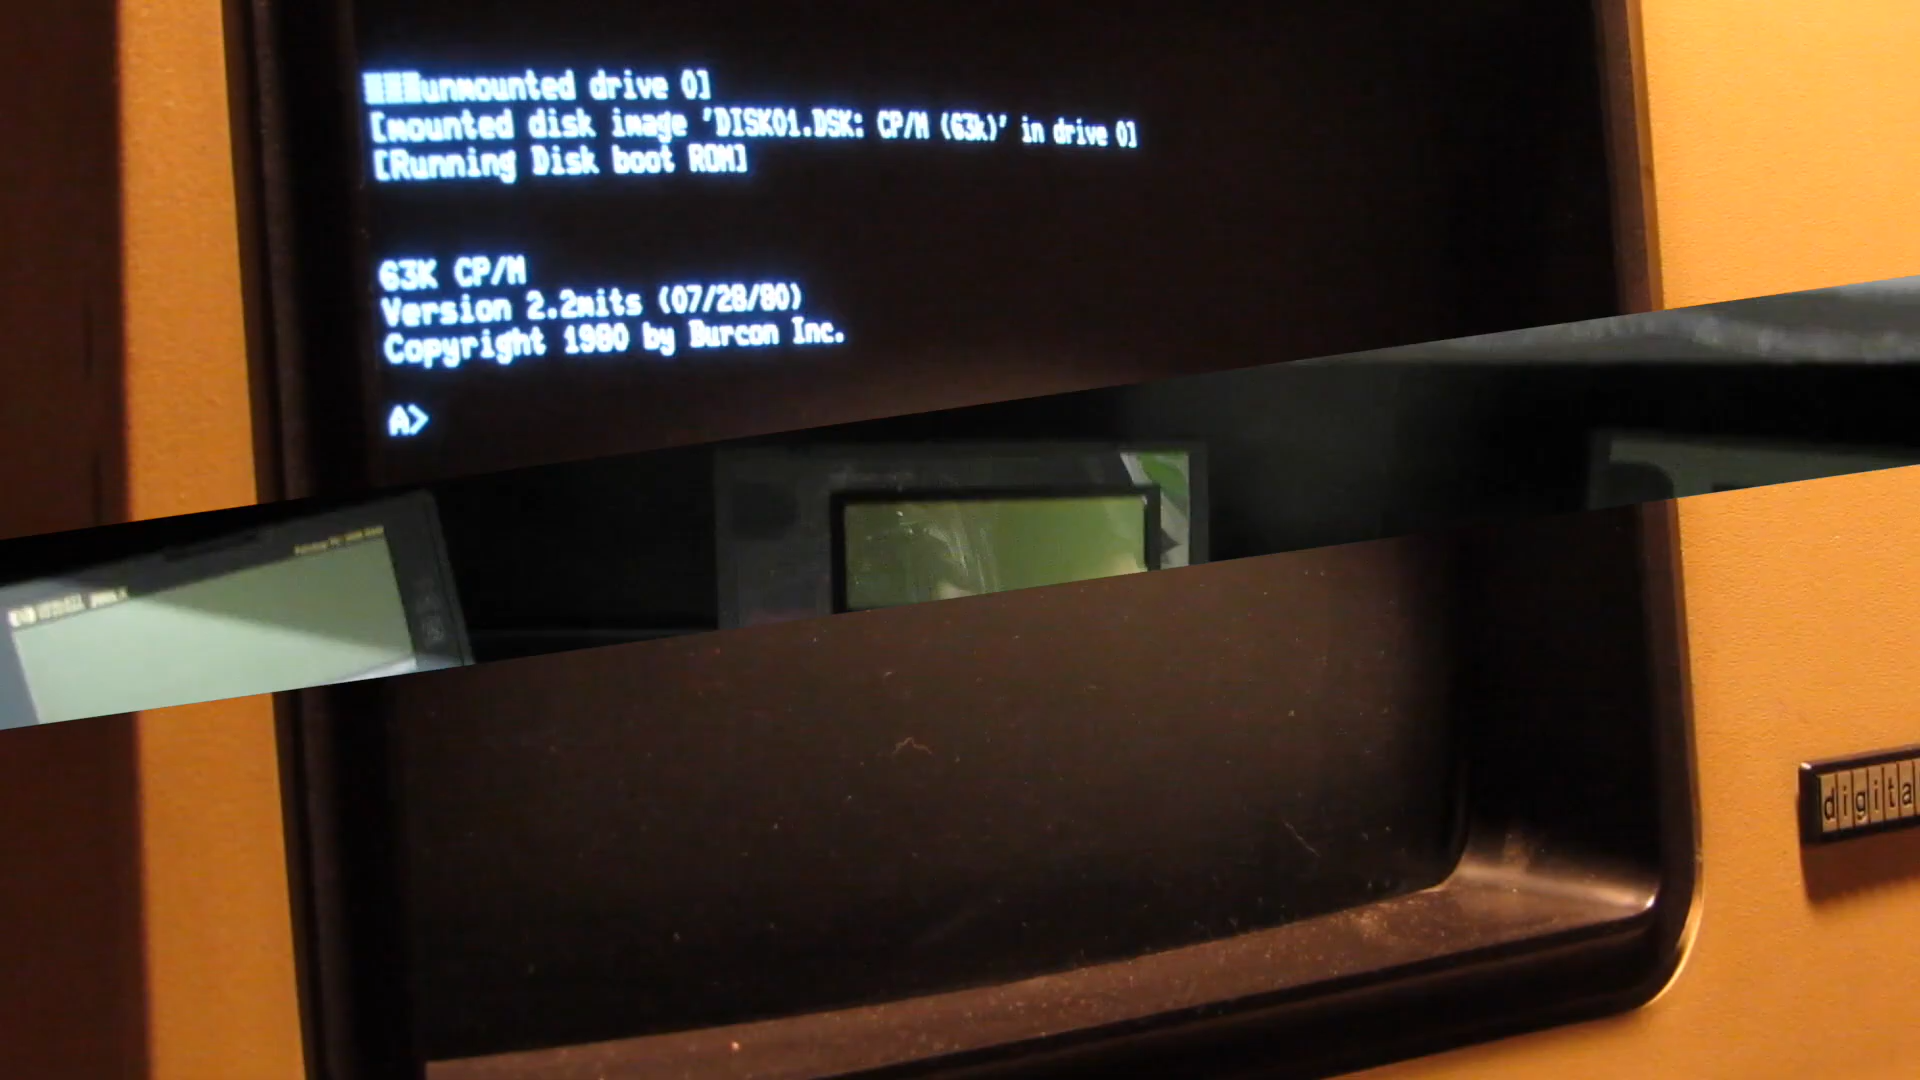 unmounted drive 0]
[mounted disk image 'DISK01.DSK: CP/M (63k)' in drive 0]
[Running Disk boot ROM]
63K CP/M
Version 2.2mits (07/28/80)
Copyright 1980 by Burcon Inc.
A>
digita